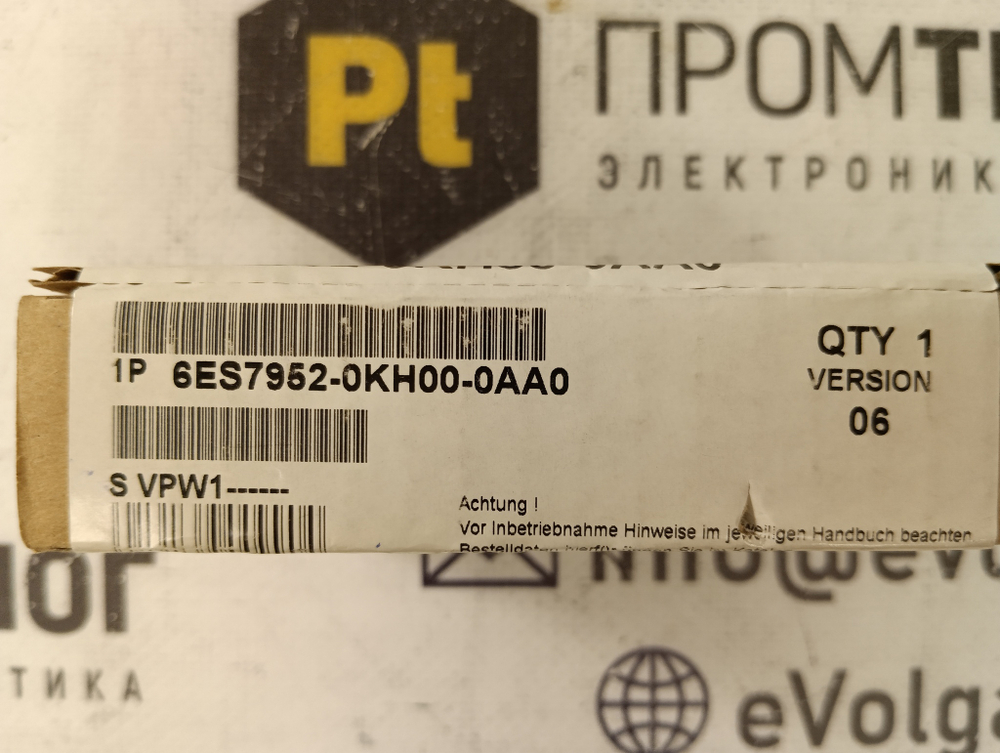 Pt
ПРОМТ
ЭЛЕКТРОНИК
1P 6ES7952-0KH00-0AA0
QTY 1
VERSION
06
S VPW1------
Achtung !
Vor Inbetriebnahme Hinweise im jeweiligen Handbuch beachten
ТИКА
eVolga